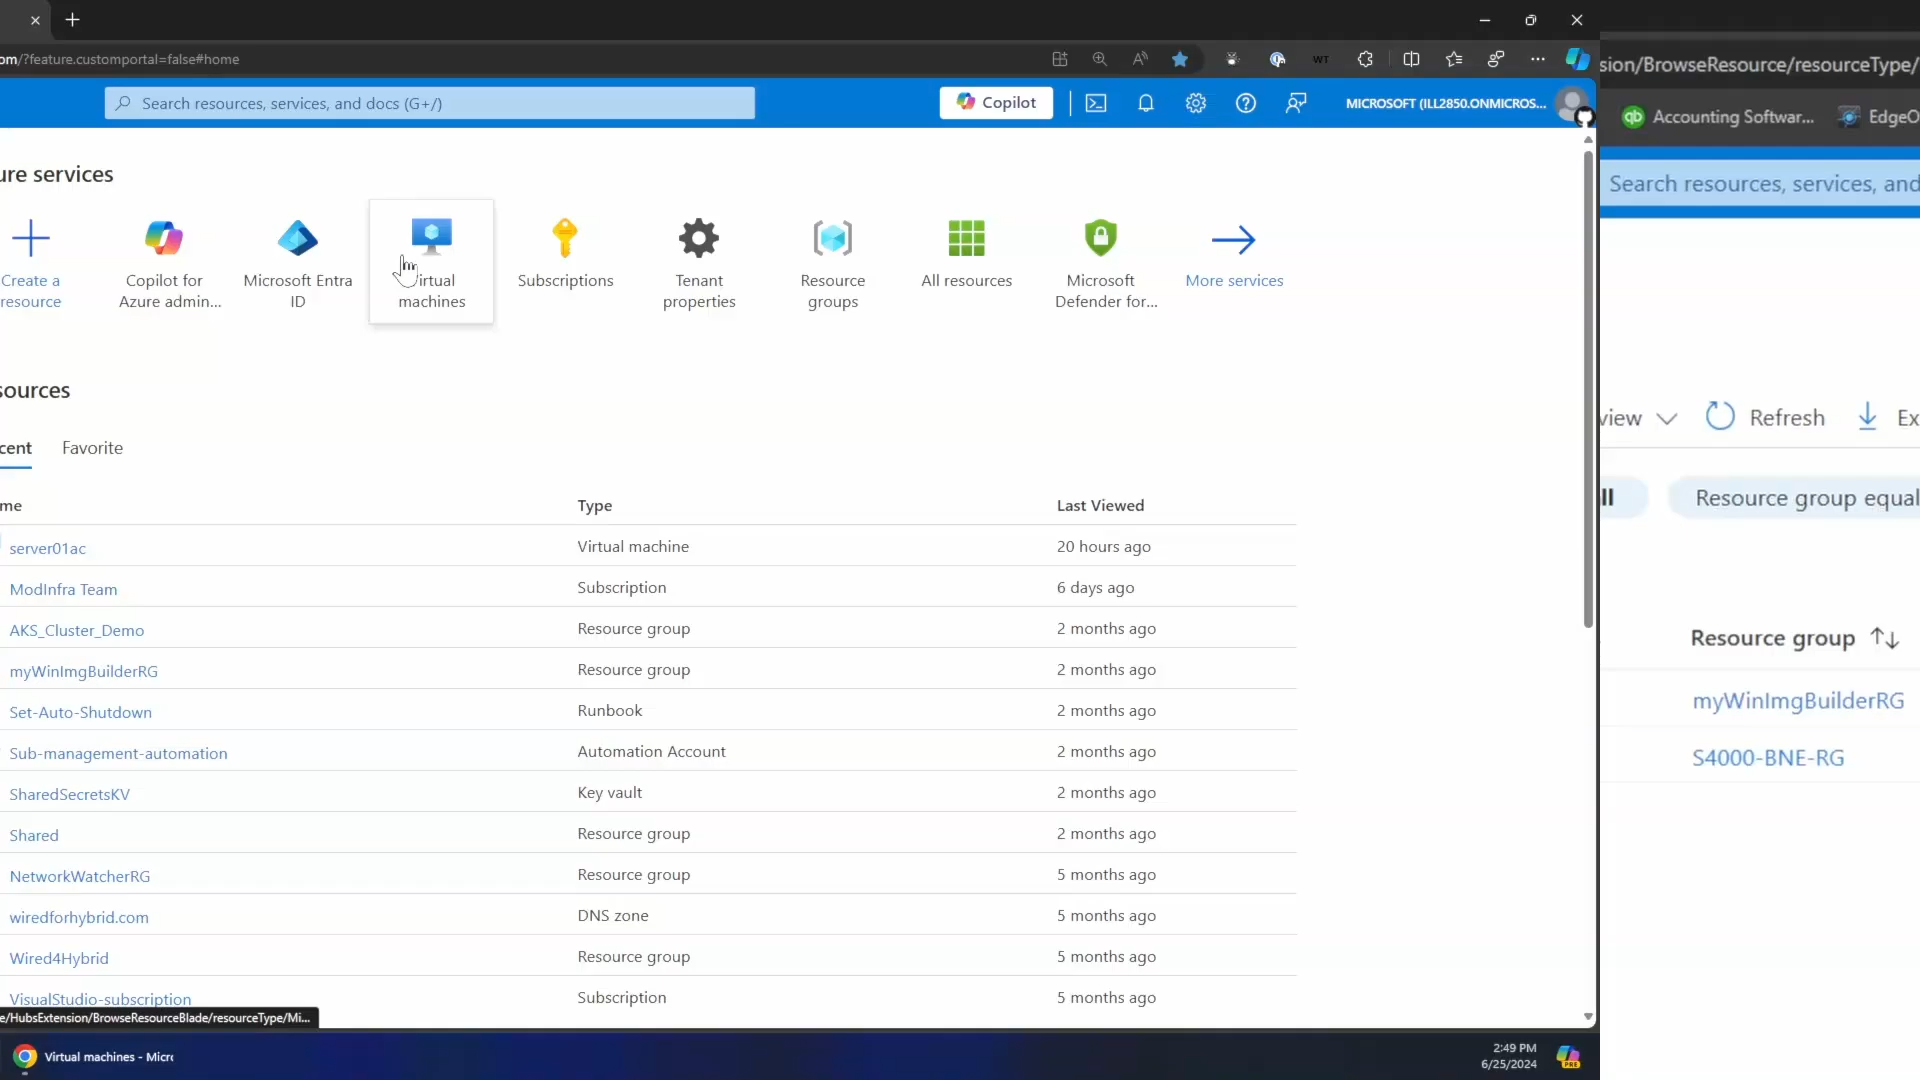 om/?feature.customportal=false#home
WT
Search resources, services, and docs (G+/)
Copilot
MICROSOFT (ILL2850.ONMICROS...
ure services
Create a resource
Copilot for Azure admin...
Microsoft Entra ID
Virtual machines
Subscriptions
Tenant properties
Resource groups
All resources
Microsoft Defender for...
More services
sources
cent
Favorite
me
Type
Last Viewed
server01ac
Virtual machine
20 hours ago
ModInfra Team
Subscription
6 days ago
AKS_Cluster_Demo
Resource group
2 months ago
myWinImgBuilderRG
Resource group
2 months ago
Set-Auto-Shutdown
Runbook
2 months ago
Sub-management-automation
Automation Account
2 months ago
SharedSecretsKV
Key vault
2 months ago
Shared
Resource group
2 months ago
NetworkWatcherRG
Resource group
5 months ago
wiredforhybrid.com
DNS zone
5 months ago
Wired4Hybrid
Resource group
5 months ago
VisualStudio-subscription
Subscription
5 months ago
e/HubsExtension/BrowseResourceBlade/resourceType/Mi...
Virtual machines - Micr
2:49 PM
6/25/2024
PRE
sion/BrowseResource/resourceType/
qb
Accounting Softwar...
EdgeO
Search resources, services, and
view
Refresh
Ex
ll
Resource group equal
Resource group
myWinImgBuilderRG
S4000-BNE-RG